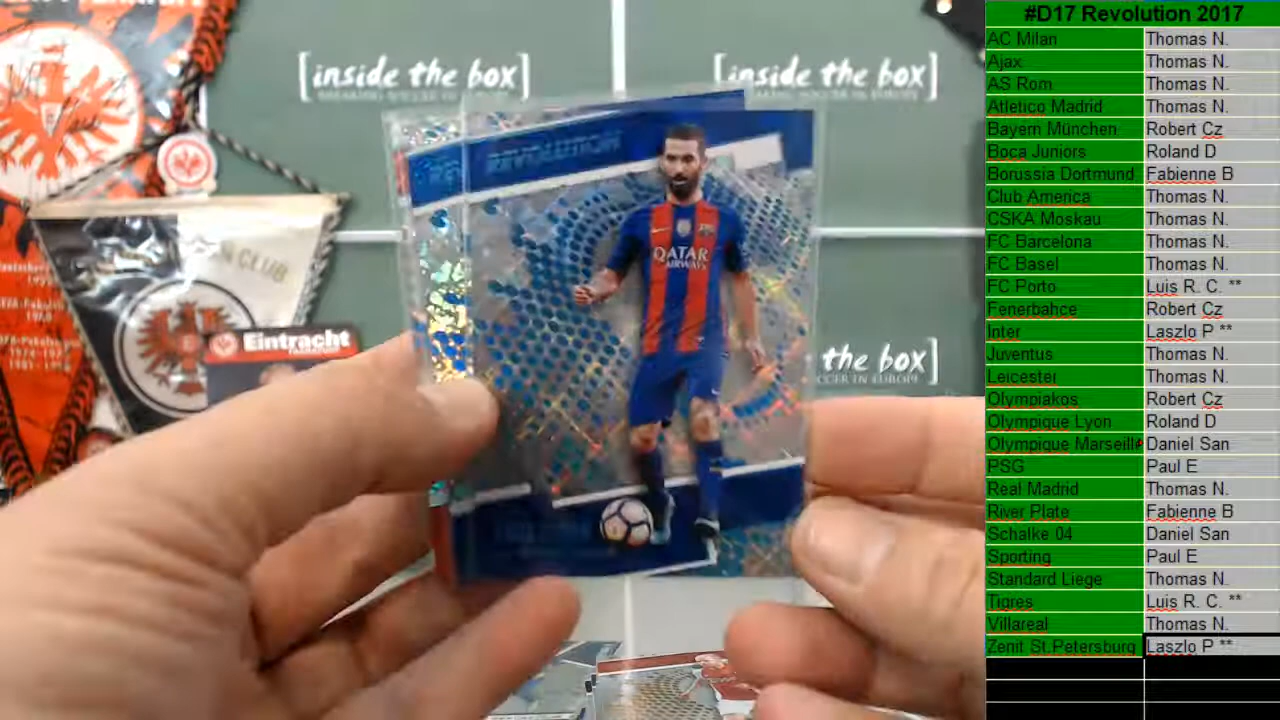 #D17 Revolution 2017
AC Milan Thomas N.
Ajax Thomas N.
AS Rom Thomas N.
Atletico Madrid Thomas N.
Bayern München Robert Cz
Boca Juniors Roland D
Borussia Dortmund Fabienne B
Club America Thomas N.
CSKA Moskau Thomas N.
FC Barcelona Thomas N.
FC Basel Thomas N.
FC Porto Luis R. C. **
Fenerbahce Robert Cz
Inter Laszlo P **
Juventus Thomas N.
Leicester Thomas N.
Olympiakos Robert Cz
Olympique Lyon Roland D
Olympique Marseille Daniel San
PSG Paul E
Real Madrid Thomas N.
River Plate Fabienne B
Schalke 04 Daniel San
Sporting Paul E
Standard Liege Thomas N.
Tigres Luis R. C. **
Villareal Thomas N.
Zenit St.Petersburg Laszlo P **
[inside the box]
[inside the box]
the box]
REVOLUTION
QATAR
AIRWAYS
N CLUB
Eintracht